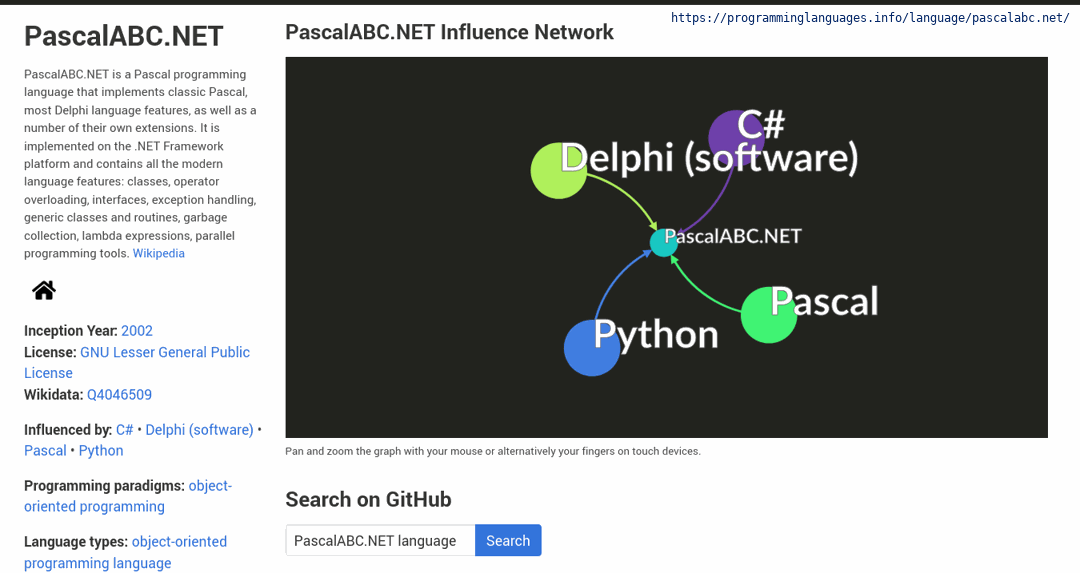 https://programminglanguages.info/language/pascalabc.net/
PascalABC.NET
PascalABC.NET is a Pascal programming
language that implements classic Pascal,
most Delphi language features, as well as a
number of their own extensions. It is
implemented on the .NET Framework
platform and contains all the modern
language features: classes, operator
overloading, interfaces, exception handling,
generic classes and routines, garbage
collection, lambda expressions, parallel
programming tools. Wikipedia
Inception Year: 2002
License: GNU Lesser General Public
License
Wikidata: Q4046509
Influenced by: C# • Delphi (software) •
Pascal • Python
Programming paradigms: object-
oriented programming
Language types: object-oriented
programming language
PascalABC.NET Influence Network
C#
Delphi (software)
PascalABC.NET
Pascal
Python
Pan and zoom the graph with your mouse or alternatively your fingers on touch devices.
Search on GitHub
PascalABC.NET language
Search